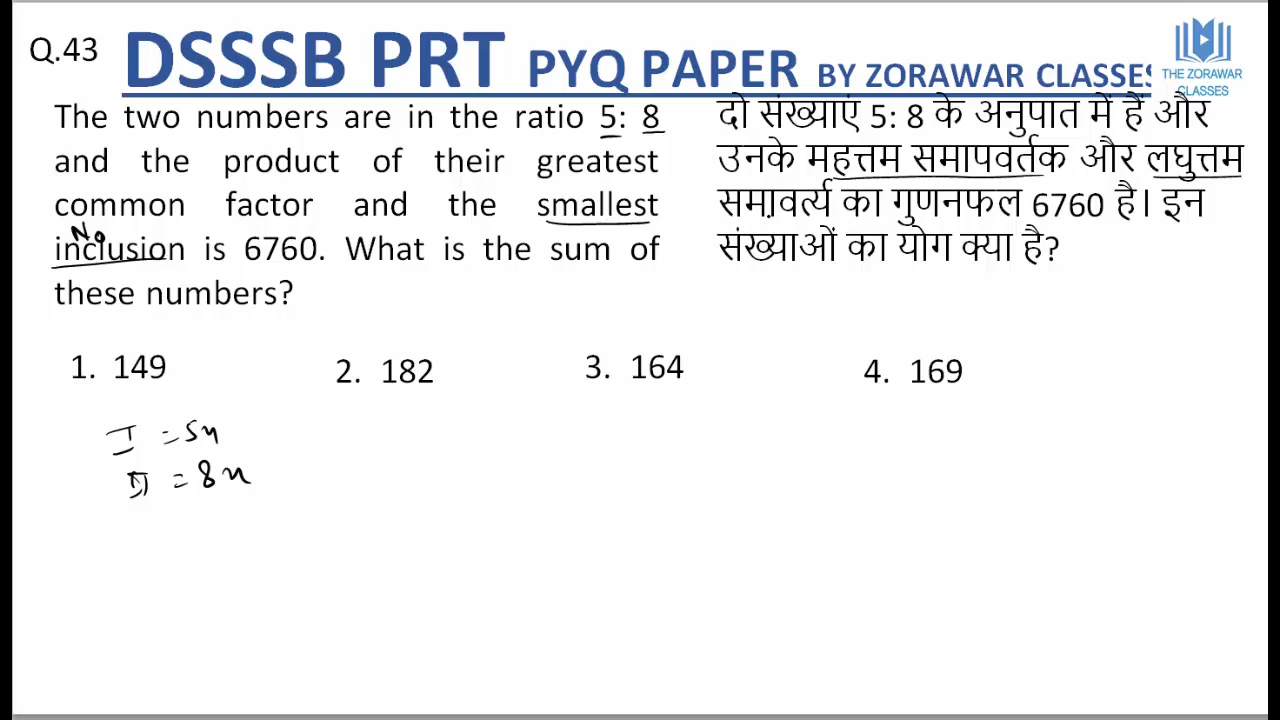 Q.43
DSSSB PRT PYQ PAPER BY ZORAWAR CLASSES
THE ZORAWAR
CLASSES
The two numbers are in the ratio 5: 8
and the product of their greatest
common factor and the smallest
No
inclusion is 6760. What is the sum of
these numbers?
दो संख्याएं 5: 8 के अनुपात में हैं और
उनके महत्तम समापवर्तक और लघुत्तम
समावर्त्य का गुणनफल 6760 है। इन
संख्याओं का योग क्या है?
1. 149
2. 182
3. 164
4. 169
I = 5x
II = 8x